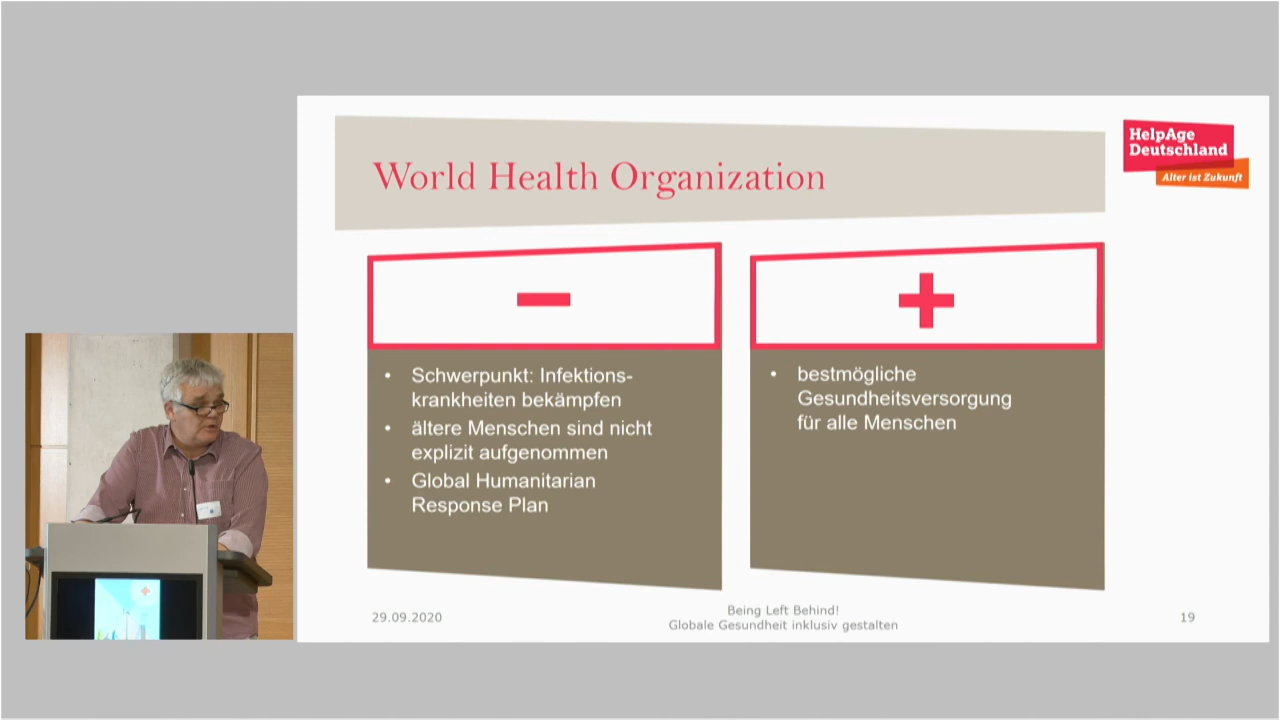 World Health Organization
HelpAge
Deutschland
Alter ist Zukunft
−
+
• Schwerpunkt: Infektions-
krankheiten bekämpfen
• ältere Menschen sind nicht
explizit aufgenommen
• Global Humanitarian
Response Plan
• bestmögliche
Gesundheitsversorgung
für alle Menschen
29.09.2020
Being Left Behind!
Globale Gesundheit inklusiv gestalten
19